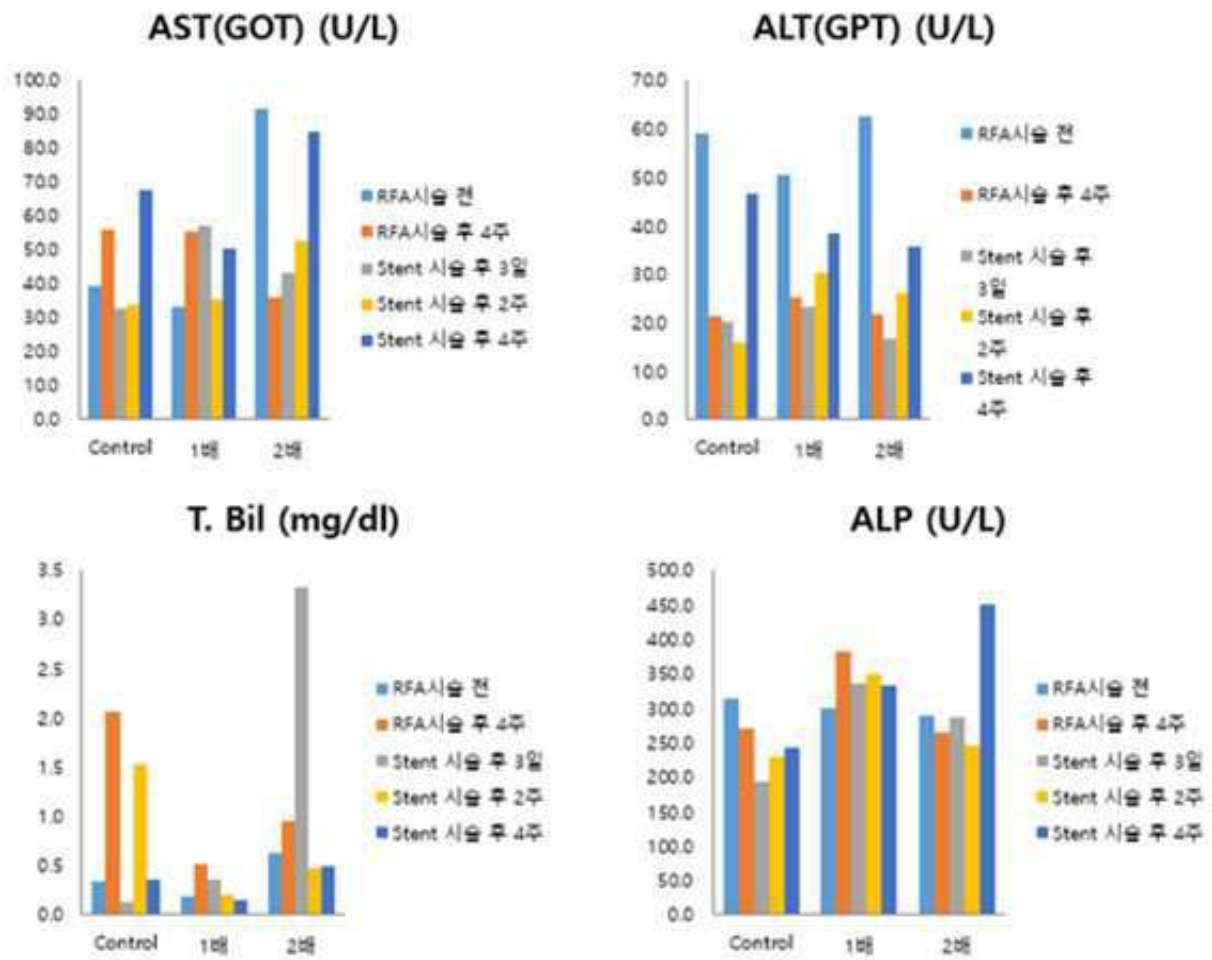 AST(GOT) (U/L)
100.0
90.0
80.0
70.0
60.0
50.0
40.0
30.0
20.0
10.0
0.0
Control 1배 2배
RFA시술 전
RFA시술 후 4주
Stent 시술 후 3일
Stent 시술 후 2주
Stent 시술 후 4주
ALT(GPT) (U/L)
70.0
60.0
50.0
40.0
30.0
20.0
10.0
0.0
Control 1배 2배
RFA시술 전
RFA시술 후 4주
Stent 시술 후
3일
Stent 시술 후
2주
Stent 시술 후
4주
T. Bil (mg/dl)
3.5
3.0
2.5
2.0
1.5
1.0
0.5
0.0
Control 1배 2배
RFA시술 전
RFA시술 후 4주
Stent 시술 후 3일
Stent 시술 후 2주
Stent 시술 후 4주
ALP (U/L)
500.0
450.0
400.0
350.0
300.0
250.0
200.0
150.0
100.0
50.0
0.0
Control 1배 2배
RFA시술 전
RFA시술 후 4주
Stent 시술 후 3일
Stent 시술 후 2주
Stent 시술 후 4주